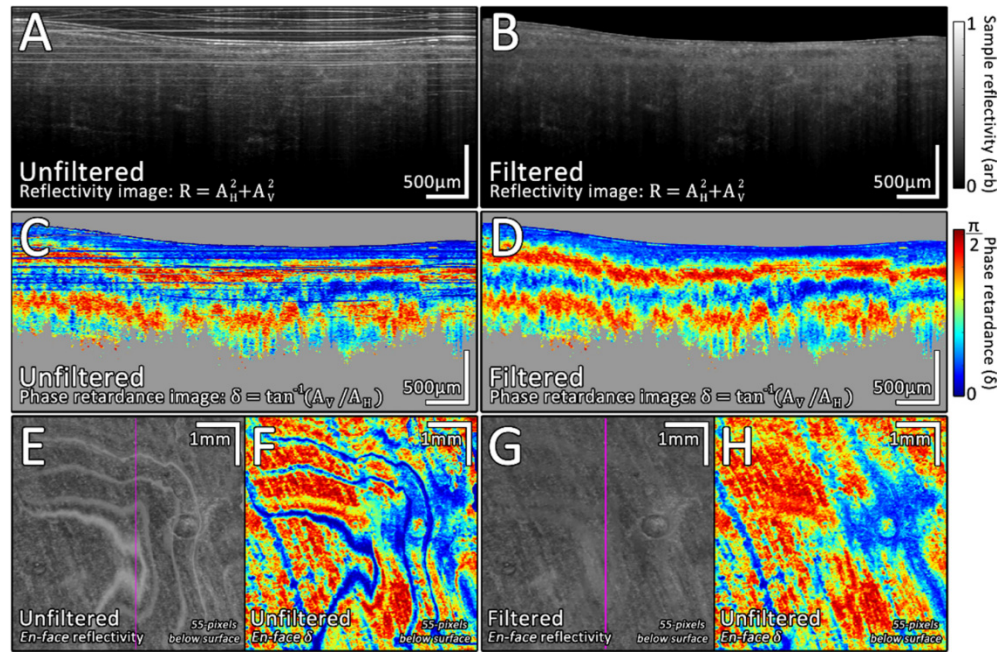 A
Unfiltered
Reflectivity image: R = A_H^2+A_V^2
500μm
B
Filtered
Reflectivity image: R = A_H^2+A_V^2
500μm
1
Sample reflectivity (arb)
0
C
Unfiltered
Phase retardance image: δ = tan^-1(A_V/A_H)
500μm
D
Filtered
Phase retardance image: δ = tan^-1(A_V/A_H)
500μm
π/2
Phase retardance (δ)
0
E
1mm
Unfiltered
En-face reflectivity
55-pixels
below surface
F
1mm
Unfiltered
En-face δ
55-pixels
below surface
G
1mm
Filtered
En-face reflectivity
55-pixels
below surface
H
1mm
Unfiltered
En-face δ
55-pixels
below surface